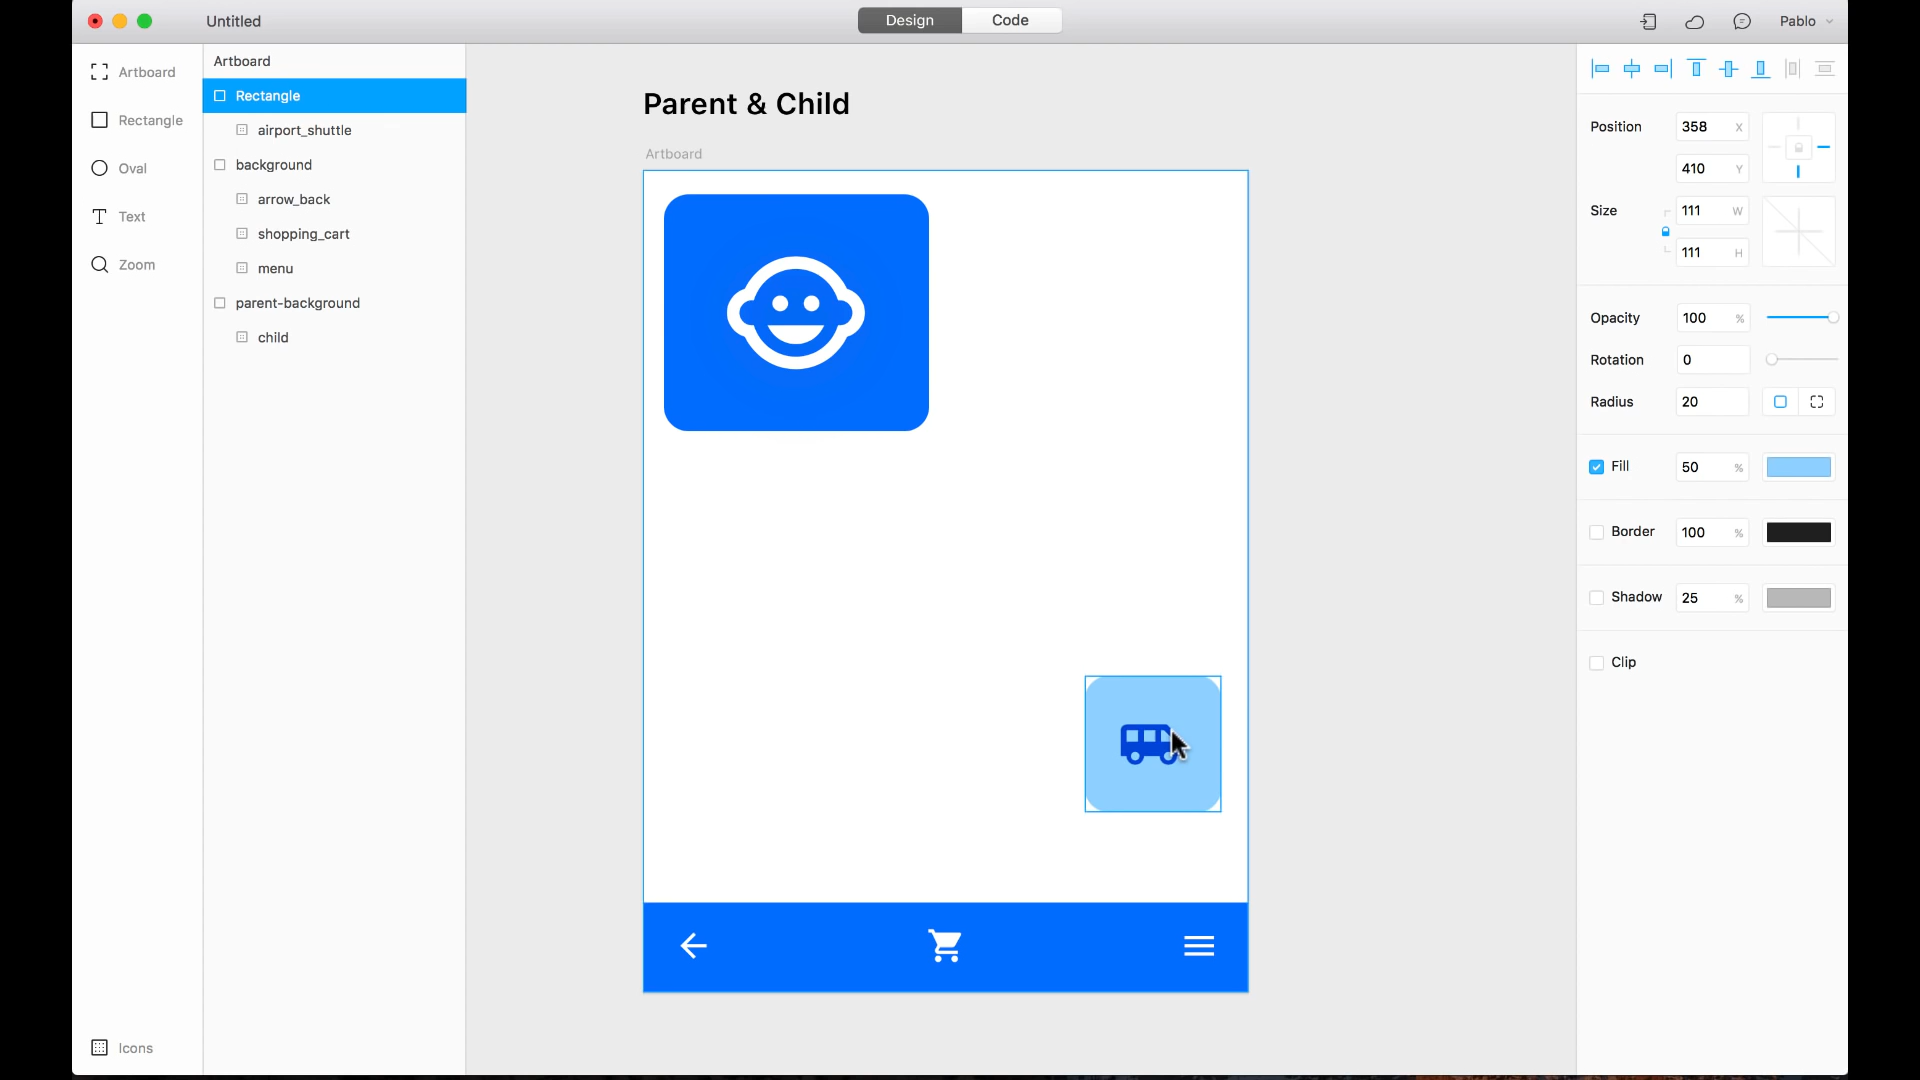 Untitled
Design
Code
Pablo
Artboard
Rectangle
Oval
Text
Zoom
Icons
Artboard
Rectangle
airport_shuttle
background
arrow_back
shopping_cart
menu
parent-background
child
Parent & Child
Artboard
Position 358 X
410 Y
Size 111 W
111 H
Opacity 100 %
Rotation 0
Radius 20
Fill 50 %
Border 100 %
Shadow 25 %
Clip